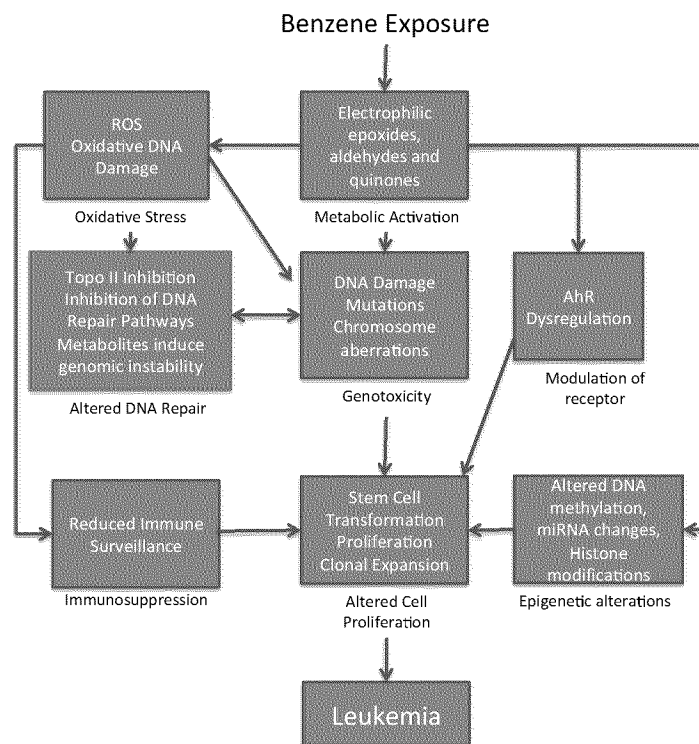 Benzene Exposure
ROS
Oxidative DNA
Damage
Oxidative Stress
Electrophilic
epoxides,
aldehydes and
quinones
Metabolic Activation
Topo II Inhibition
Inhibition of DNA
Repair Pathways
Metabolites induce
genomic instability
Altered DNA Repair
DNA Damage
Mutations
Chromosome
aberrations
Genotoxicity
AhR
Dysregulation
Modulation of
receptor
Reduced Immune
Surveillance
Immunosuppression
Stem Cell
Transformation
Proliferation
Clonal Expansion
Altered Cell
Proliferation
Altered DNA
methylation,
miRNA changes,
Histone
modifications
Epigenetic alterations
Leukemia